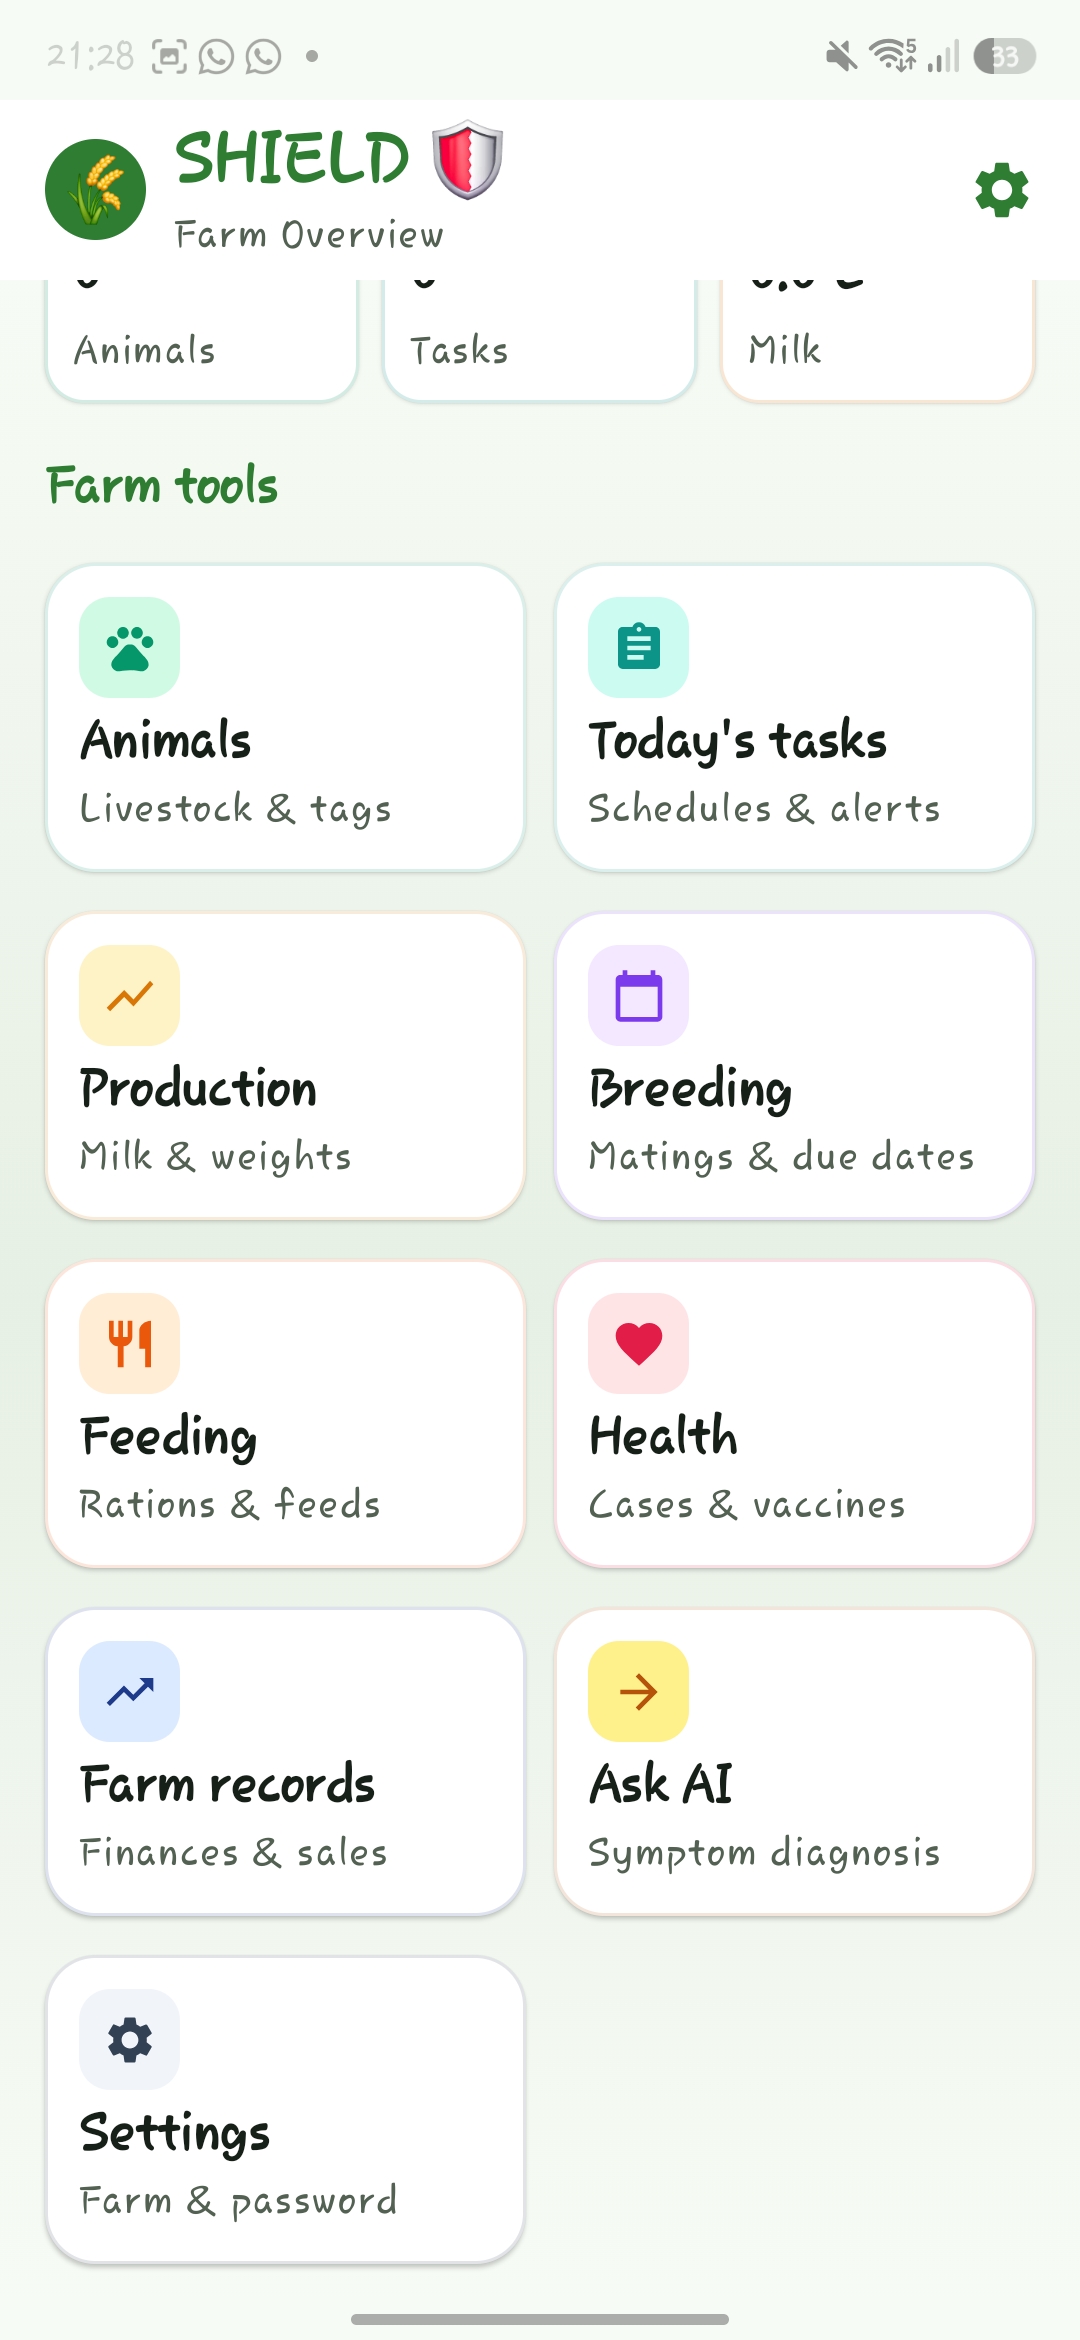 21:28
5
33
SHIELD
Farm Overview
Animals
Tasks
Milk
Farm tools
Animals
Livestock & tags
Today's tasks
Schedules & alerts
Production
Milk & weights
Breeding
Matings & due dates
Feeding
Rations & feeds
Health
Cases & vaccines
Farm records
Finances & sales
Ask AI
Symptom diagnosis
Settings
Farm & password